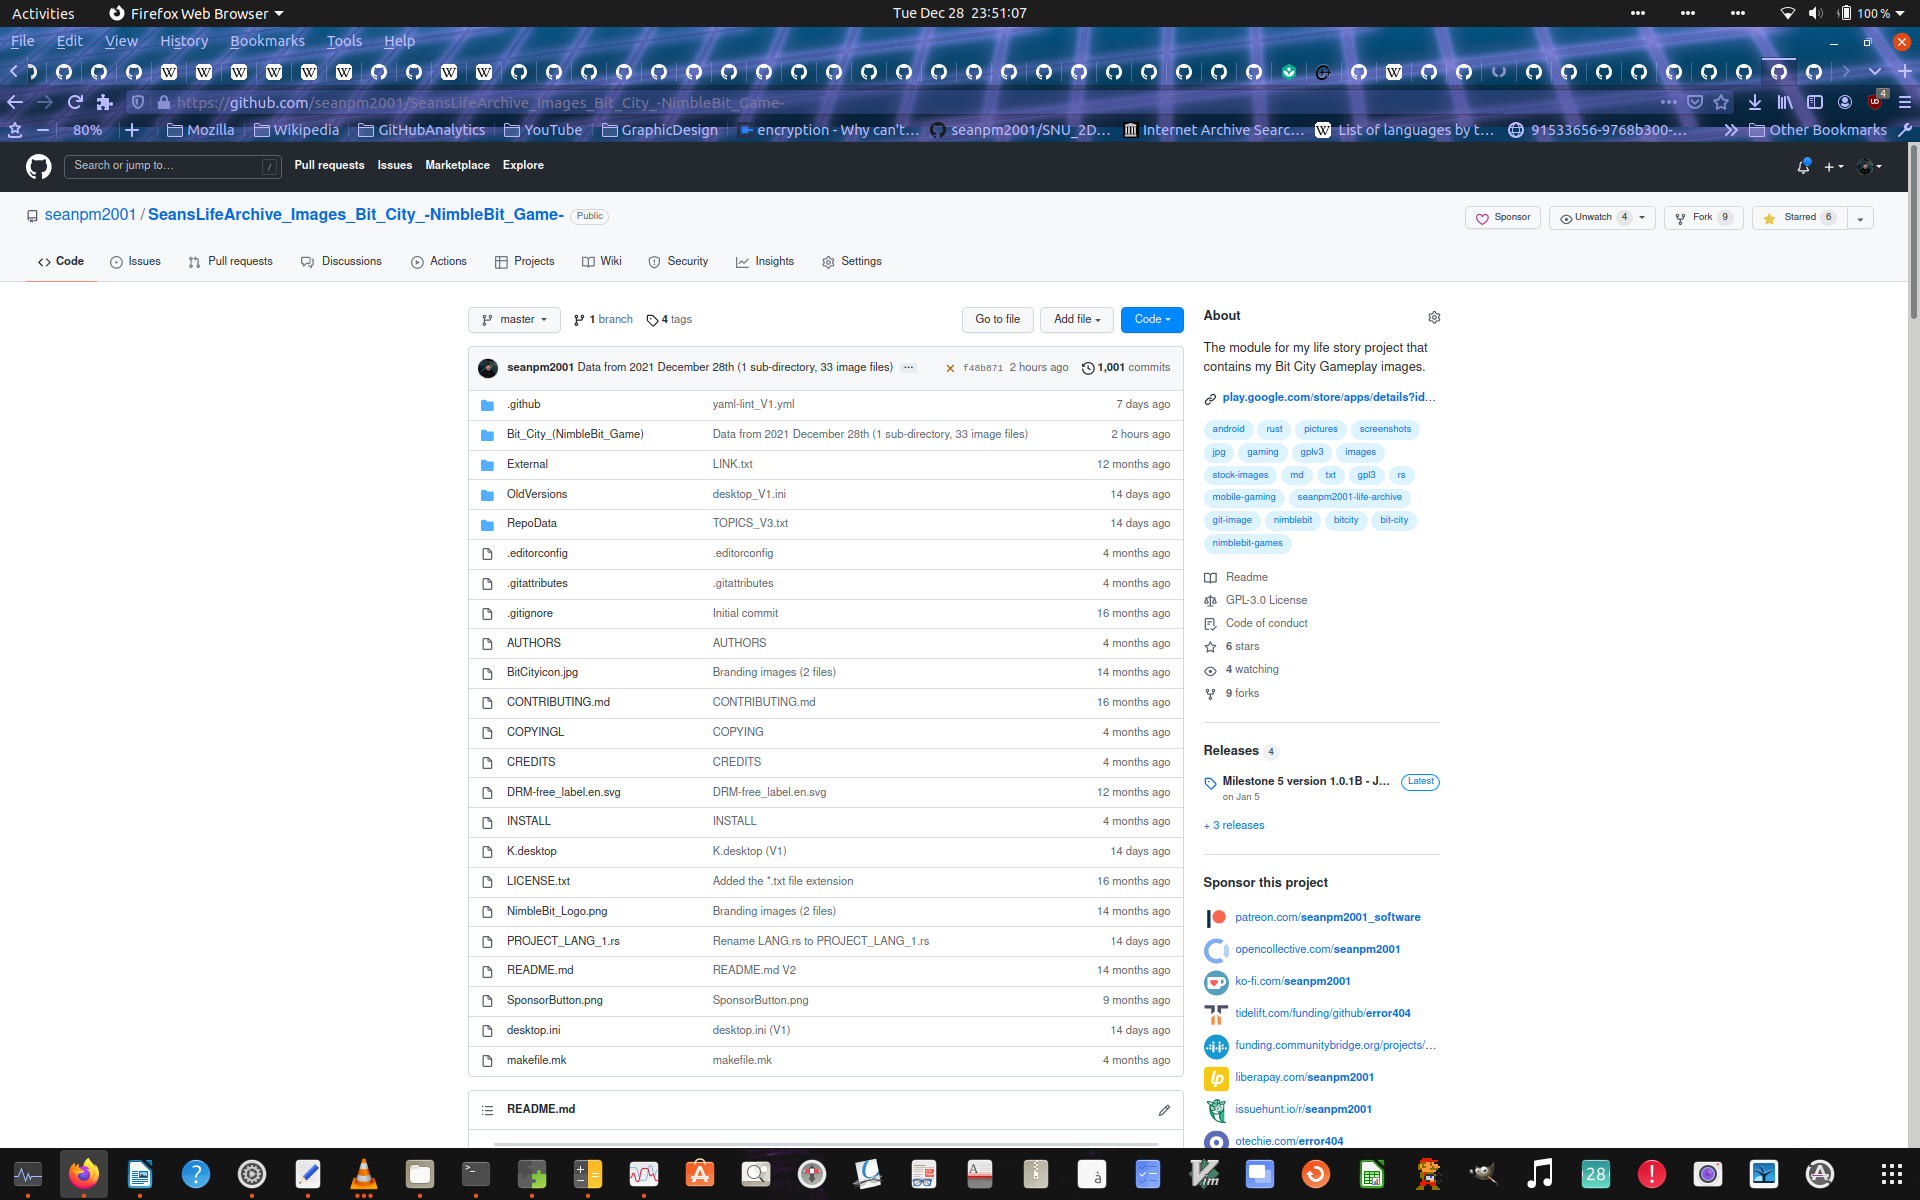 Activities Firefox Web Browser Tue Dec 28 23:51:07 100 %
File Edit View History Bookmarks Tools Help
https://github.com/seanpm2001/SeansLifeArchive_Images_Bit_City_-NimbleBit_Game- 4
80% Mozilla Wikipedia GitHubAnalytics YouTube GraphicDesign encryption - Why can't... seanpm2001/SNU_2D... Internet Archive Searc... List of languages by t... 91533656-9768b300-... Other Bookmarks
Search or jump to... / Pull requests Issues Marketplace Explore
seanpm2001 / SeansLifeArchive_Images_Bit_City_-NimbleBit_Game- Public Sponsor Unwatch 4 Fork 9 Starred 6
Code Issues Pull requests Discussions Actions Projects Wiki Security Insights Settings
master 1 branch 4 tags Go to file Add file Code
seanpm2001 Data from 2021 December 28th (1 sub-directory, 33 image files) ... f48b871 2 hours ago 1,001 commits
.github yaml-lint_V1.yml 7 days ago
Bit_City_(NimbleBit_Game) Data from 2021 December 28th (1 sub-directory, 33 image files) 2 hours ago
External LINK.txt 12 months ago
OldVersions desktop_V1.ini 14 days ago
RepoData TOPICS_V3.txt 14 days ago
.editorconfig .editorconfig 4 months ago
.gitattributes .gitattributes 4 months ago
.gitignore Initial commit 16 months ago
AUTHORS AUTHORS 4 months ago
BitCityicon.jpg Branding images (2 files) 14 months ago
CONTRIBUTING.md CONTRIBUTING.md 16 months ago
COPYINGL COPYING 4 months ago
CREDITS CREDITS 4 months ago
DRM-free_label.en.svg DRM-free_label.en.svg 12 months ago
INSTALL INSTALL 4 months ago
K.desktop K.desktop (V1) 14 days ago
LICENSE.txt Added the *.txt file extension 16 months ago
NimbleBit_Logo.png Branding images (2 files) 14 months ago
PROJECT_LANG_1.rs Rename LANG.rs to PROJECT_LANG_1.rs 14 days ago
README.md README.md V2 14 months ago
SponsorButton.png SponsorButton.png 9 months ago
desktop.ini desktop.ini (V1) 14 days ago
makefile.mk makefile.mk 4 months ago
README.md
About
The module for my life story project that
contains my Bit City Gameplay images.
play.google.com/store/apps/details?id...
android rust pictures screenshots
jpg gaming gplv3 images
stock-images md txt gpl3 rs
mobile-gaming seanpm2001-life-archive
git-image nimblebit bitcity bit-city
nimblebit-games
Readme
GPL-3.0 License
Code of conduct
6 stars
4 watching
9 forks
Releases 4
Milestone 5 version 1.0.1B - J... Latest
on Jan 5
+ 3 releases
Sponsor this project
patreon.com/seanpm2001_software
opencollective.com/seanpm2001
ko-fi.com/seanpm2001
tidelift.com/funding/github/error404
funding.communitybridge.org/projects/...
liberapay.com/seanpm2001
issuehunt.io/r/seanpm2001
otechie.com/error404
28